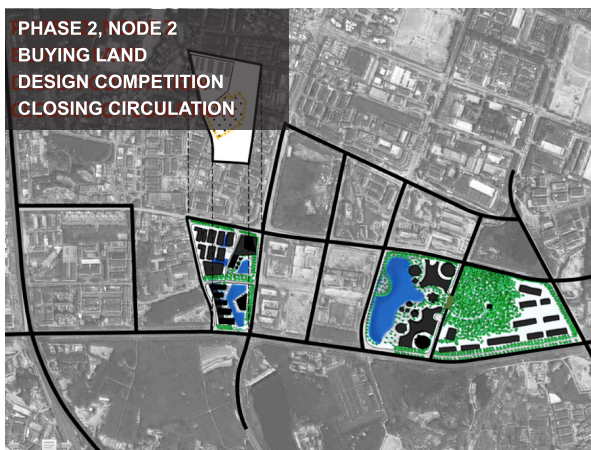 PHASE 2, NODE 2
BUYING LAND
DESIGN COMPETITION
CLOSING CIRCULATION